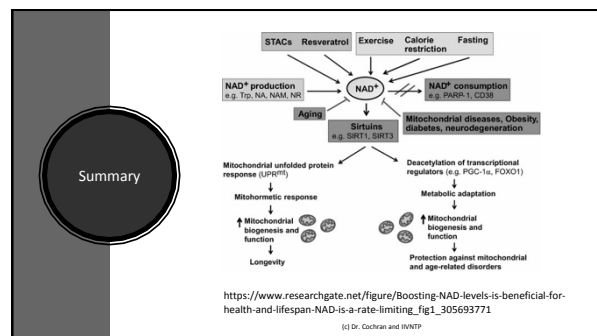 Summary
STACs Resveratrol
Exercise Calorie restriction Fasting
NAD⁺
NAD⁺ production
e.g. Trp, NA, NAM, NR
NAD⁺ consumption
e.g. PARP-1, CD38
Aging
Mitochondrial diseases, Obesity,
diabetes, neurodegeneration
Sirtuins
e.g. SIRT1, SIRT3
Mitochondrial unfolded protein
response (UPRᵐᵗ)
Mitohormetic response
Mitochondrial
biogenesis and
function
Longevity
Deacetylation of transcriptional
regulators (e.g. PGC-1α, FOXO1)
Metabolic adaptation
Mitochondrial
biogenesis and
function
Protection against mitochondrial
and age-related disorders
https://www.researchgate.net/figure/Boosting-NAD-levels-is-beneficial-for-
health-and-lifespan-NAD-is-a-rate-limiting_fig1_305693771
(c) Dr. Cochran and IIVNTP